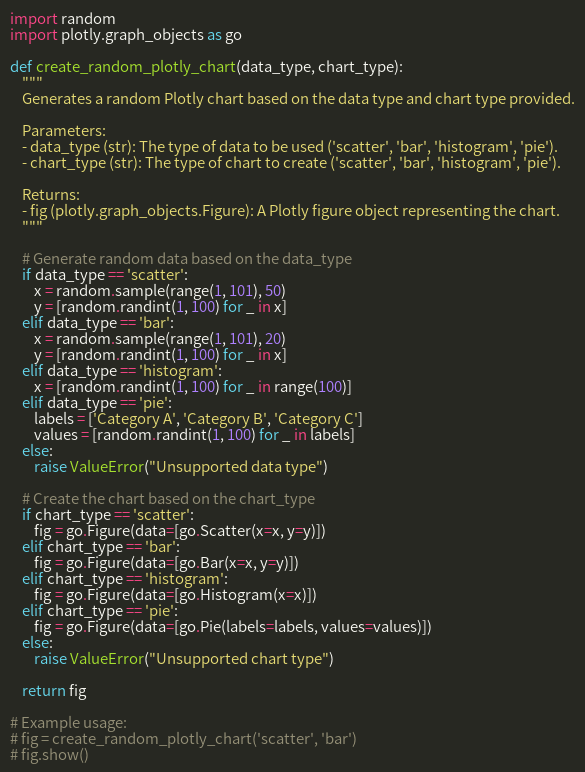 import random
import plotly.graph_objects as go

def create_random_plotly_chart(data_type, chart_type):
    """
    Generates a random Plotly chart based on the data type and chart type provided.

    Parameters:
    - data_type (str): The type of data to be used ('scatter', 'bar', 'histogram', 'pie').
    - chart_type (str): The type of chart to create ('scatter', 'bar', 'histogram', 'pie').

    Returns:
    - fig (plotly.graph_objects.Figure): A Plotly figure object representing the chart.
    """

    # Generate random data based on the data_type
    if data_type == 'scatter':
        x = random.sample(range(1, 101), 50)
        y = [random.randint(1, 100) for _ in x]
    elif data_type == 'bar':
        x = random.sample(range(1, 101), 20)
        y = [random.randint(1, 100) for _ in x]
    elif data_type == 'histogram':
        x = [random.randint(1, 100) for _ in range(100)]
    elif data_type == 'pie':
        labels = ['Category A', 'Category B', 'Category C']
        values = [random.randint(1, 100) for _ in labels]
    else:
        raise ValueError("Unsupported data type")

    # Create the chart based on the chart_type
    if chart_type == 'scatter':
        fig = go.Figure(data=[go.Scatter(x=x, y=y)])
    elif chart_type == 'bar':
        fig = go.Figure(data=[go.Bar(x=x, y=y)])
    elif chart_type == 'histogram':
        fig = go.Figure(data=[go.Histogram(x=x)])
    elif chart_type == 'pie':
        fig = go.Figure(data=[go.Pie(labels=labels, values=values)])
    else:
        raise ValueError("Unsupported chart type")

    return fig

# Example usage:
# fig = create_random_plotly_chart('scatter', 'bar')
# fig.show()